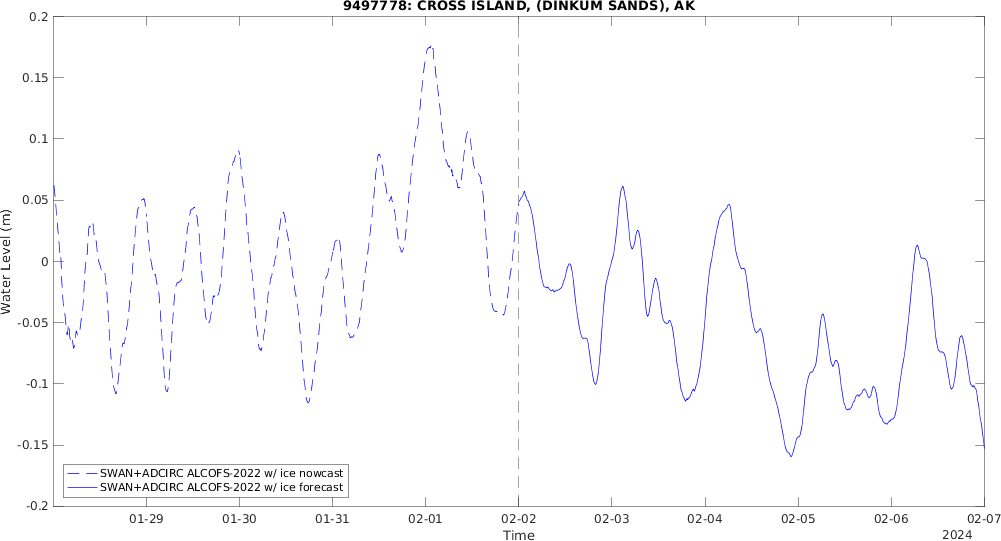 9497778: CROSS ISLAND, (DINKUM SANDS), AK
0.2
0.15
0.1
0.05
0
-0.05
-0.1
-0.15
-0.2
Water Level (m)
SWAN+ADCIRC ALCOFS-2022 w/ ice nowcast
SWAN+ADCIRC ALCOFS-2022 w/ ice forecast
01-29 01-30 01-31 02-01 02-02 02-03 02-04 02-05 02-06 02-07
Time
2024